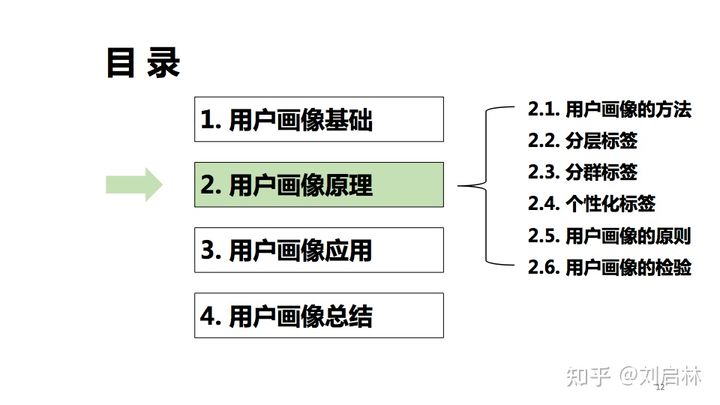 目 录
1. 用户画像基础
2. 用户画像原理
3. 用户画像应用
4. 用户画像总结
2.1. 用户画像的方法
2.2. 分层标签
2.3. 分群标签
2.4. 个性化标签
2.5. 用户画像的原则
2.6. 用户画像的检验
12
知乎 @刘启林